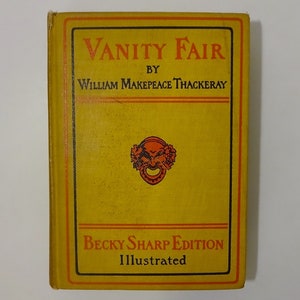 VANITY FAIR
BY
WILLIAM MAKEPEACE THACKERAY
BECKY SHARP EDITION
Illustrated